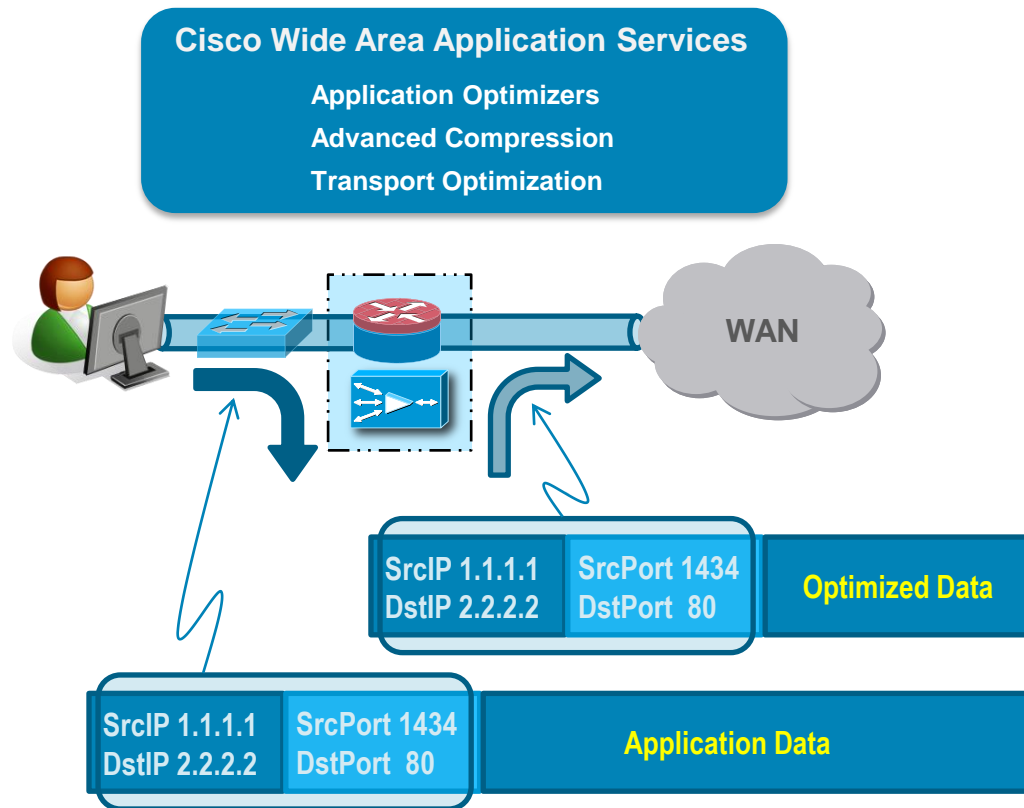 Cisco Wide Area Application Services
Application Optimizers
Advanced Compression
Transport Optimization
WAN
SrcIP 1.1.1.1
DstIP 2.2.2.2
SrcPort 1434
DstPort 80
Optimized Data
SrcIP 1.1.1.1
DstIP 2.2.2.2
SrcPort 1434
DstPort 80
Application Data